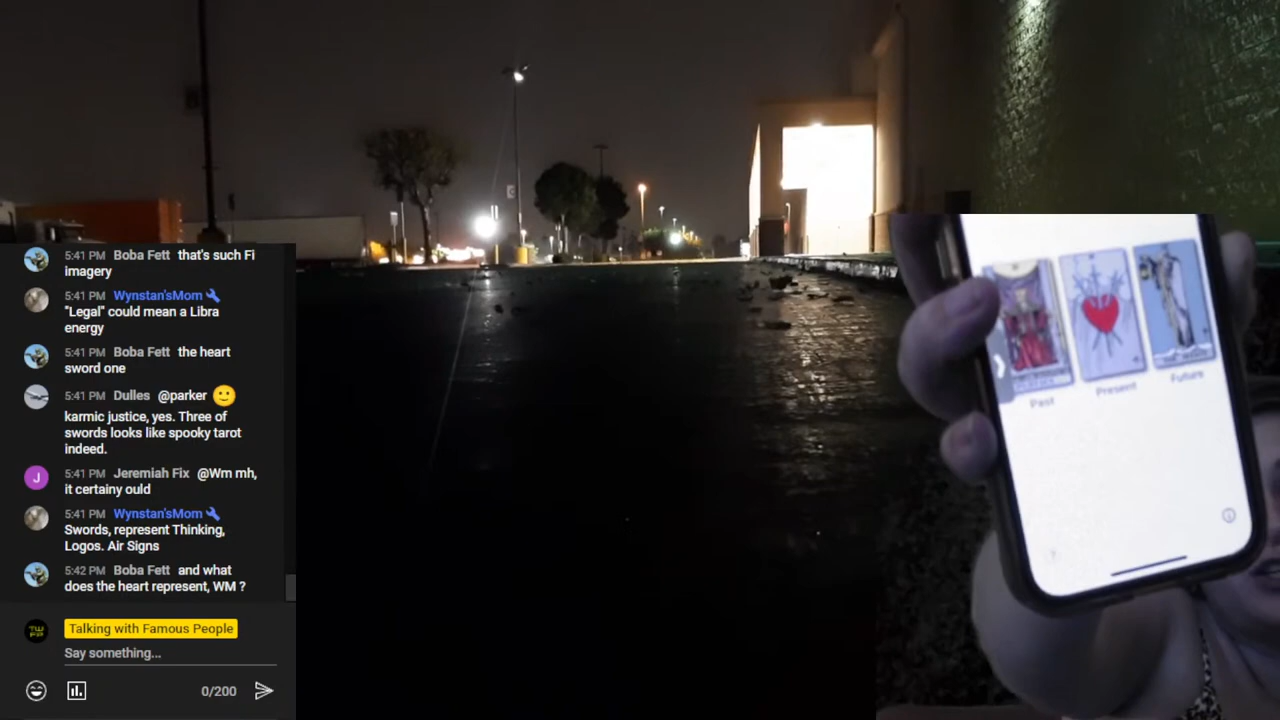 5:41 PM Boba Fett that's such Fi
imagery
5:41 PM Wynstan'sMom
"Legal" could mean a Libra
energy
5:41 PM Boba Fett the heart
sword one
5:41 PM Dulles @parker
karmic justice, yes. Three of
swords looks like spooky tarot
indeed.
J
5:41 PM Jeremiah Fix @Wm mh,
it certainy ould
5:41 PM Wynstan'sMom
Swords, represent Thinking,
Logos. Air Signs
5:42 PM Boba Fett and what
does the heart represent, WM ?
TW
FP
Talking with Famous People
Say something...
0/200
Past
Present
Future